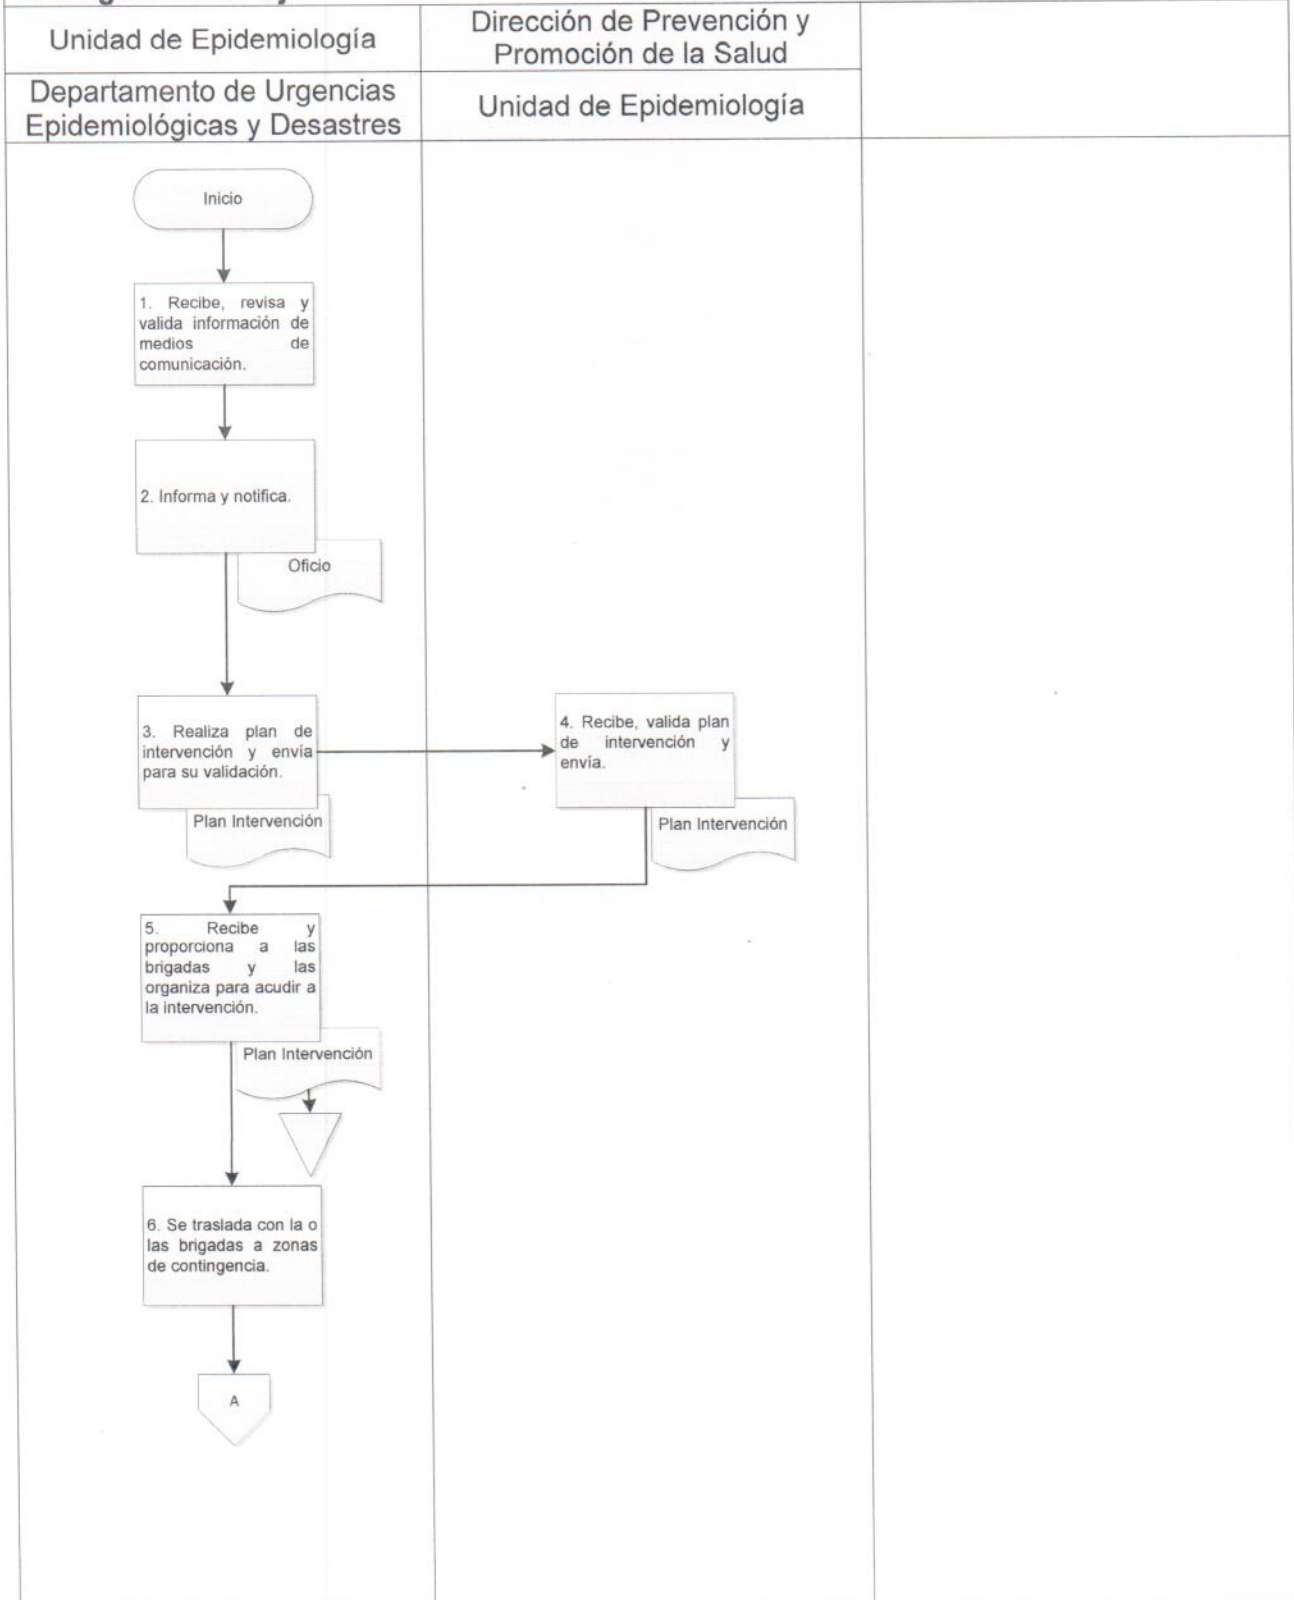 Unidad de Epidemiología
Dirección de Prevención y
Promoción de la Salud
Departamento de Urgencias
Epidemiológicas y Desastres
Unidad de Epidemiología
Inicio
1. Recibe, revisa y
valida información de
medios de
comunicación.
2. Informa y notifica.
Oficio
3. Realiza plan de
intervención y envía
para su validación.
Plan Intervención
4. Recibe, valida plan
de intervención y
envía.
Plan Intervención
5. Recibe y
proporciona a las
brigadas y las
organiza para acudir a
la intervención.
Plan Intervención
6. Se traslada con la o
las brigadas a zonas
de contingencia.
A